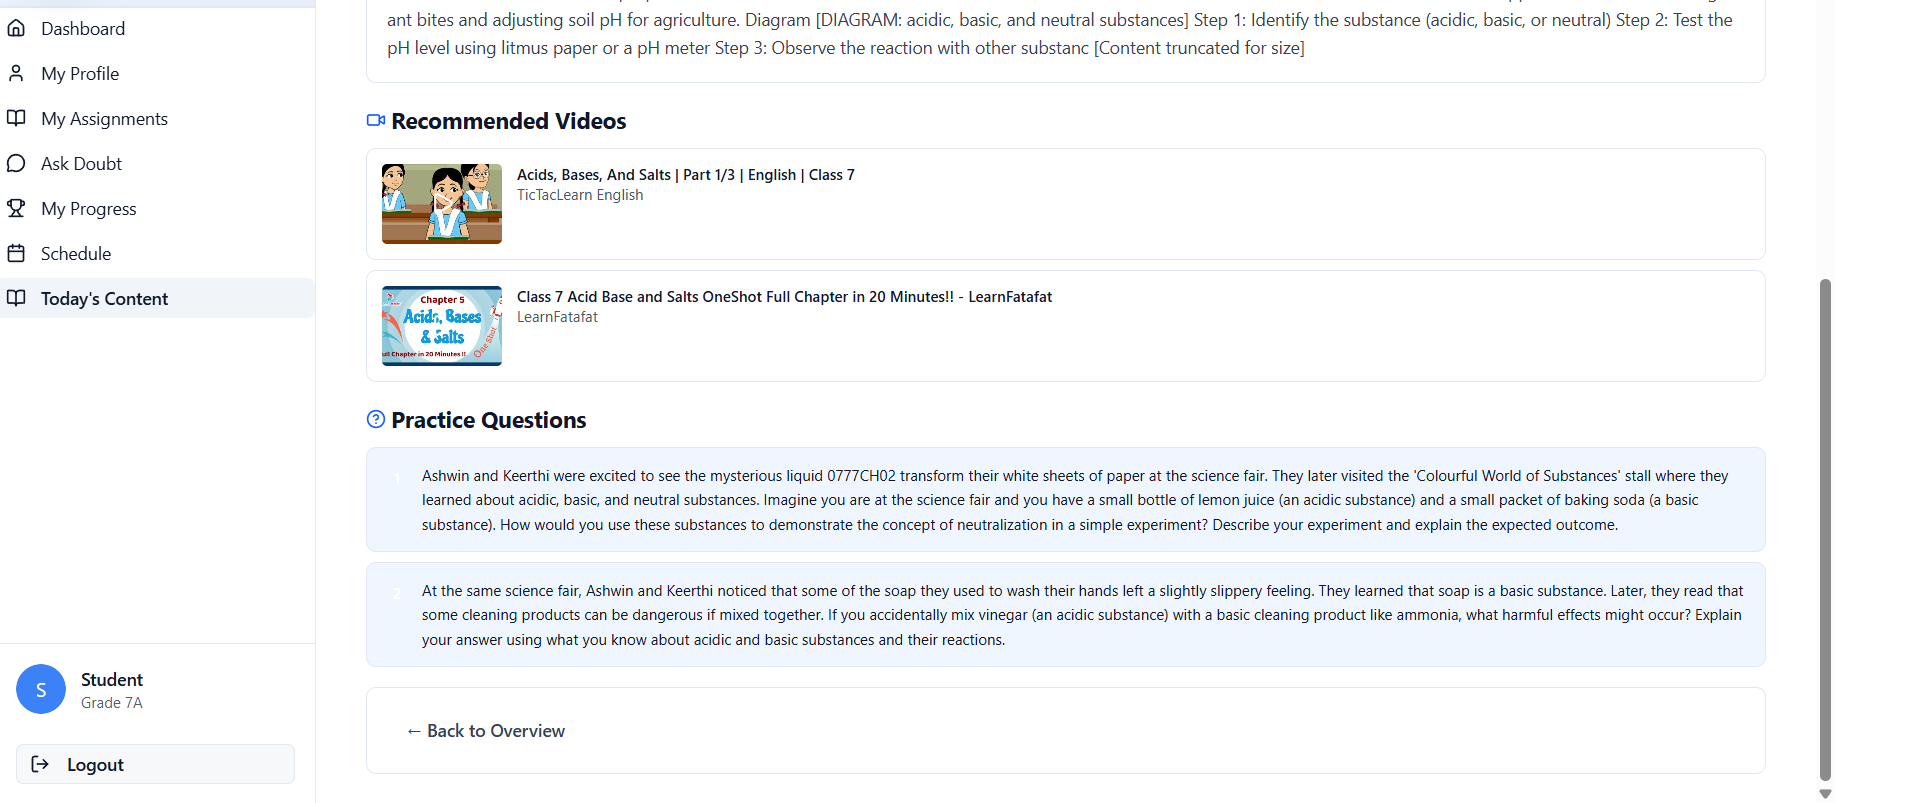 Dashboard
My Profile
My Assignments
Ask Doubt
My Progress
Schedule
Today's Content
Student
S
Grade 7A
Logout
ant bites and adjusting soil pH for agriculture. Diagram [DIAGRAM: acidic, basic, and neutral substances] Step 1: Identify the substance (acidic, basic, or neutral) Step 2: Test the
pH level using litmus paper or a pH meter Step 3: Observe the reaction with other substanc [Content truncated for size]
Recommended Videos
Acids, Bases, And Salts | Part 1/3 | English | Class 7
TicTacLearn English
Chapter 5
Acids, Bases
& Salts
One Shot
ull Chapter in 20 Minutes !!
Class 7 Acid Base and Salts OneShot Full Chapter in 20 Minutes!! - LearnFatafat
LearnFatafat
Practice Questions
1
Ashwin and Keerthi were excited to see the mysterious liquid 0777CH02 transform their white sheets of paper at the science fair. They later visited the 'Colourful World of Substances' stall where they
learned about acidic, basic, and neutral substances. Imagine you are at the science fair and you have a small bottle of lemon juice (an acidic substance) and a small packet of baking soda (a basic
substance). How would you use these substances to demonstrate the concept of neutralization in a simple experiment? Describe your experiment and explain the expected outcome.
2
At the same science fair, Ashwin and Keerthi noticed that some of the soap they used to wash their hands left a slightly slippery feeling. They learned that soap is a basic substance. Later, they read that
some cleaning products can be dangerous if mixed together. If you accidentally mix vinegar (an acidic substance) with a basic cleaning product like ammonia, what harmful effects might occur? Explain
your answer using what you know about acidic and basic substances and their reactions.
← Back to Overview